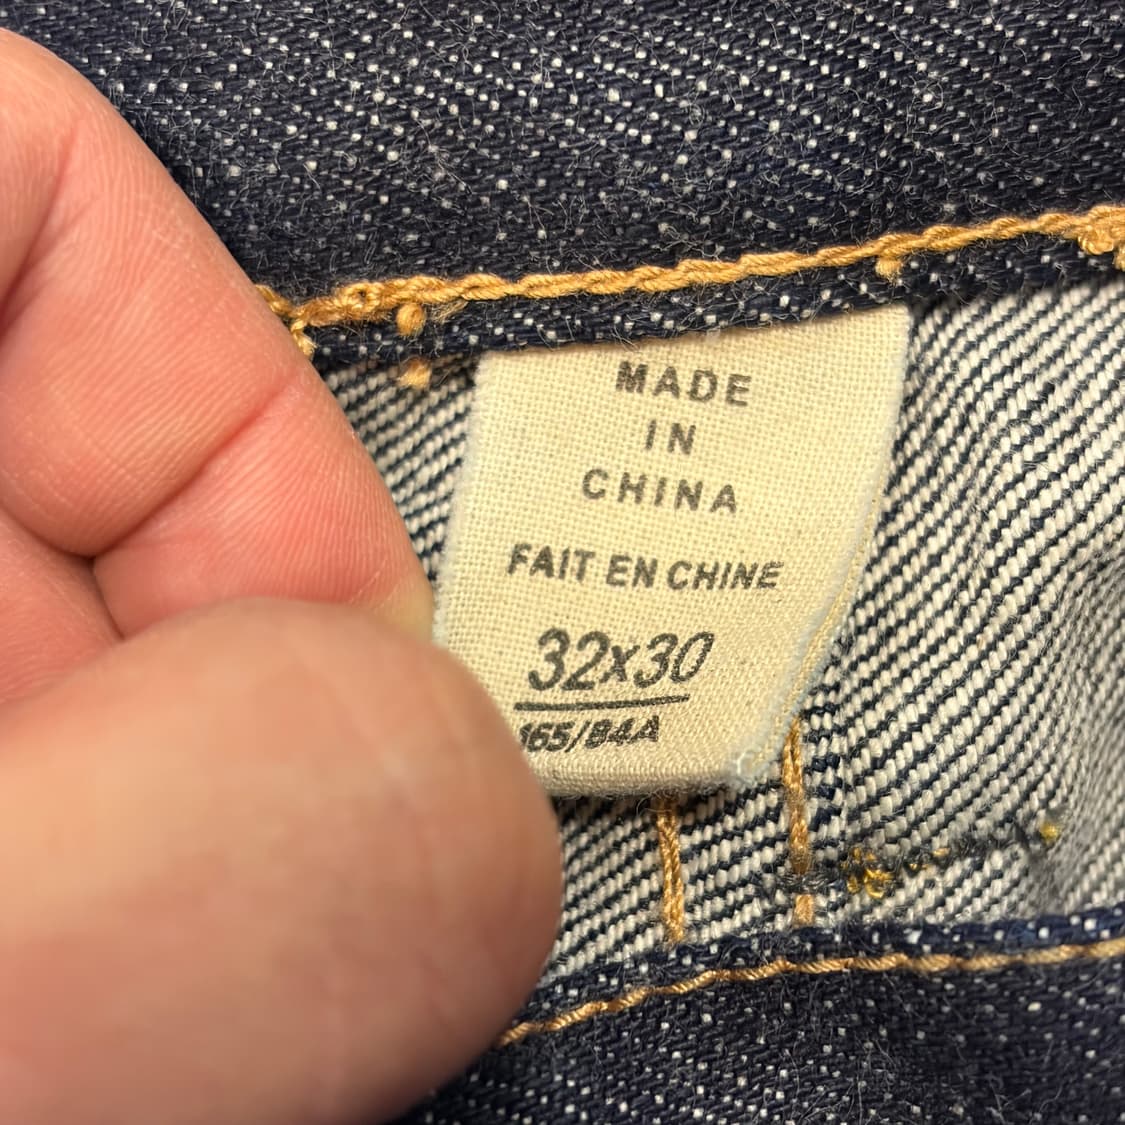 MADE
IN
CHINA
FAIT EN CHINE
32x30
165/84A